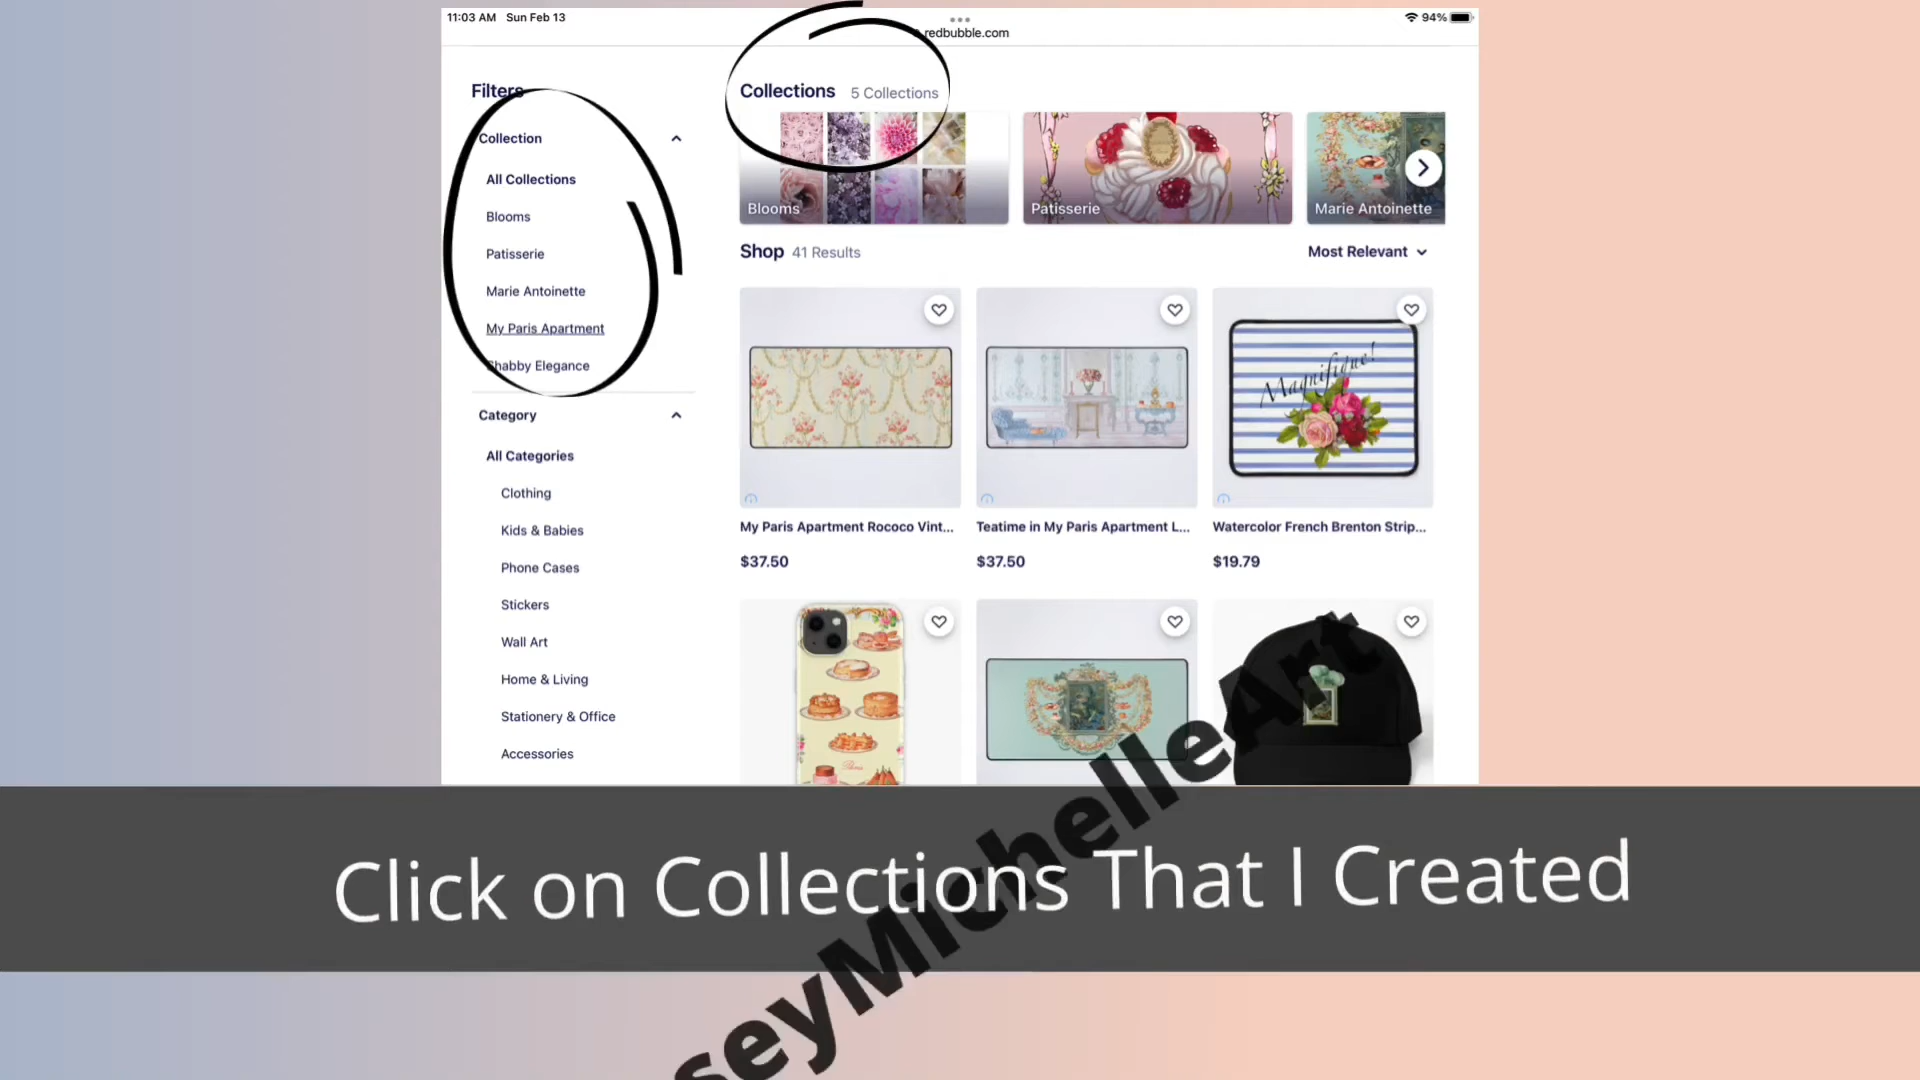 11:03 AM Sun Feb 13
94%
redbubble.com
Filters
Collection
All Collections
Blooms
Patisserie
Marie Antoinette
My Paris Apartment
Shabby Elegance
Category
All Categories
Clothing
Kids & Babies
Phone Cases
Stickers
Wall Art
Home & Living
Stationery & Office
Accessories
Collections 5 Collections
Blooms
Patisserie
Marie Antoinette
Shop 41 Results
Most Relevant
Magnifique!
My Paris Apartment Rococo Vint...
$37.50
Teatime in My Paris Apartment L...
$37.50
Watercolor French Brenton Strip...
$19.79
Paris
Click on Collections That I Created
seyMichelleArt